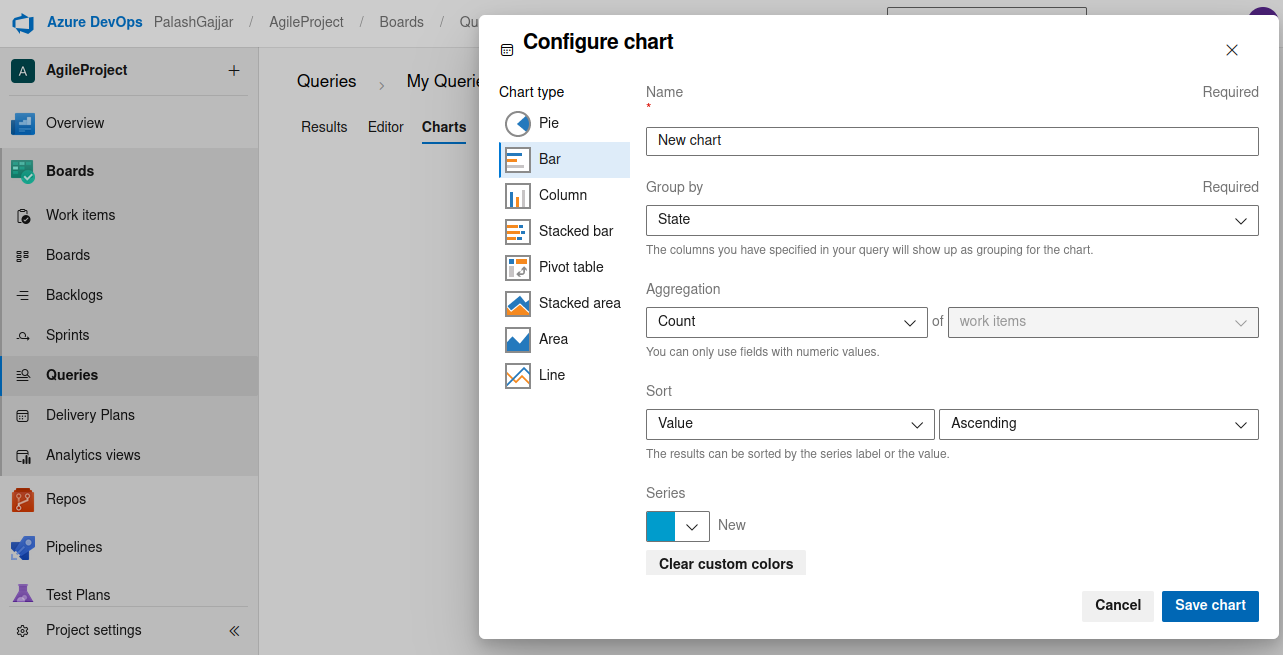 Azure DevOps PalashGajjar / AgileProject / Boards / Qu
A AgileProject +
Overview
Boards
Work items
Boards
Backlogs
Sprints
Queries
Delivery Plans
Analytics views
Repos
Pipelines
Test Plans
Project settings
Queries > My Querie
Results Editor Charts
Configure chart
Chart type
Pie
Bar
Column
Stacked bar
Pivot table
Stacked area
Area
Line
Name Required
*
New chart
Group by Required
State
The columns you have specified in your query will show up as grouping for the chart.
Aggregation
Count of work items
You can only use fields with numeric values.
Sort
Value Ascending
The results can be sorted by the series label or the value.
Series
New
Clear custom colors
Cancel Save chart